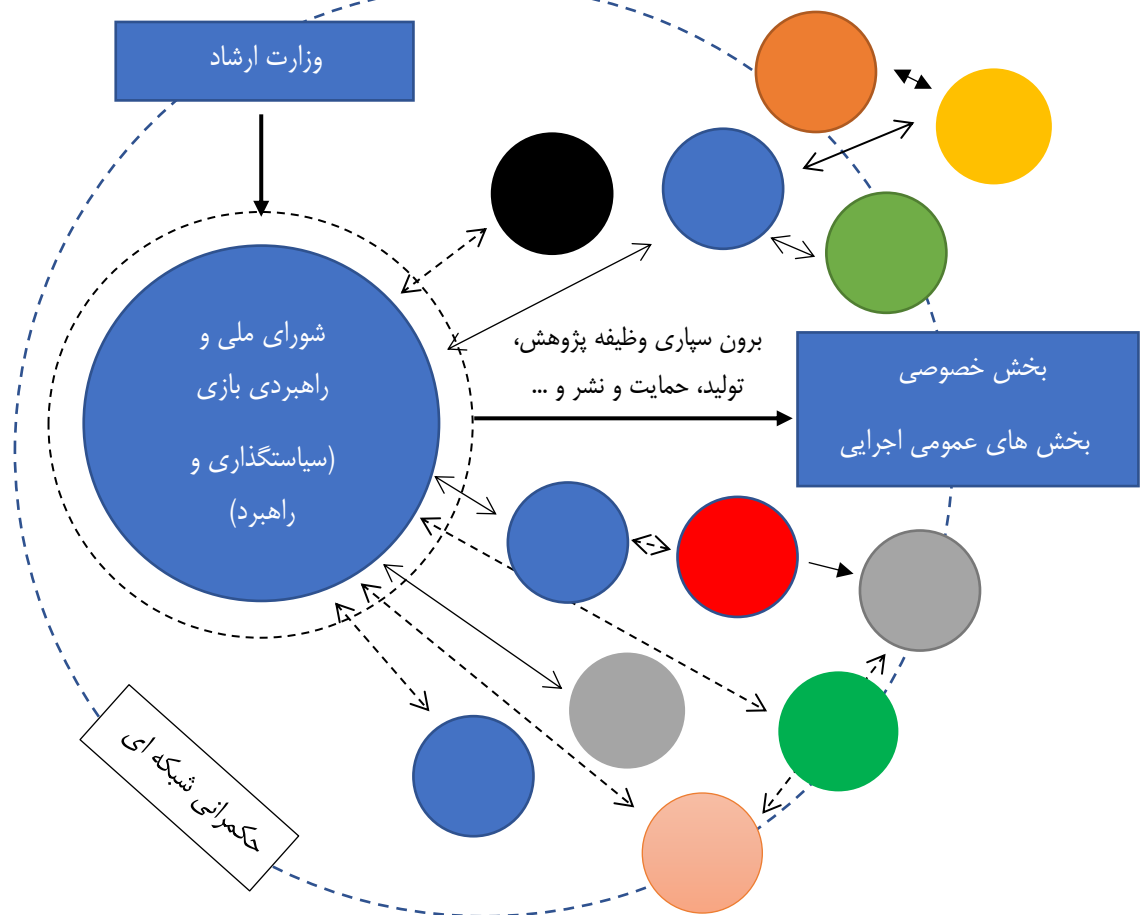 وزارت ارشاد
شورای ملی و
راهبردی بازی
(سیاستگذاری و
راهبرد)
برون سپاری وظیفه پژوهش،
تولید، حمایت و نشر و ...
بخش خصوصی
بخش های عمومی اجرایی
حکمرانی شبکه ای